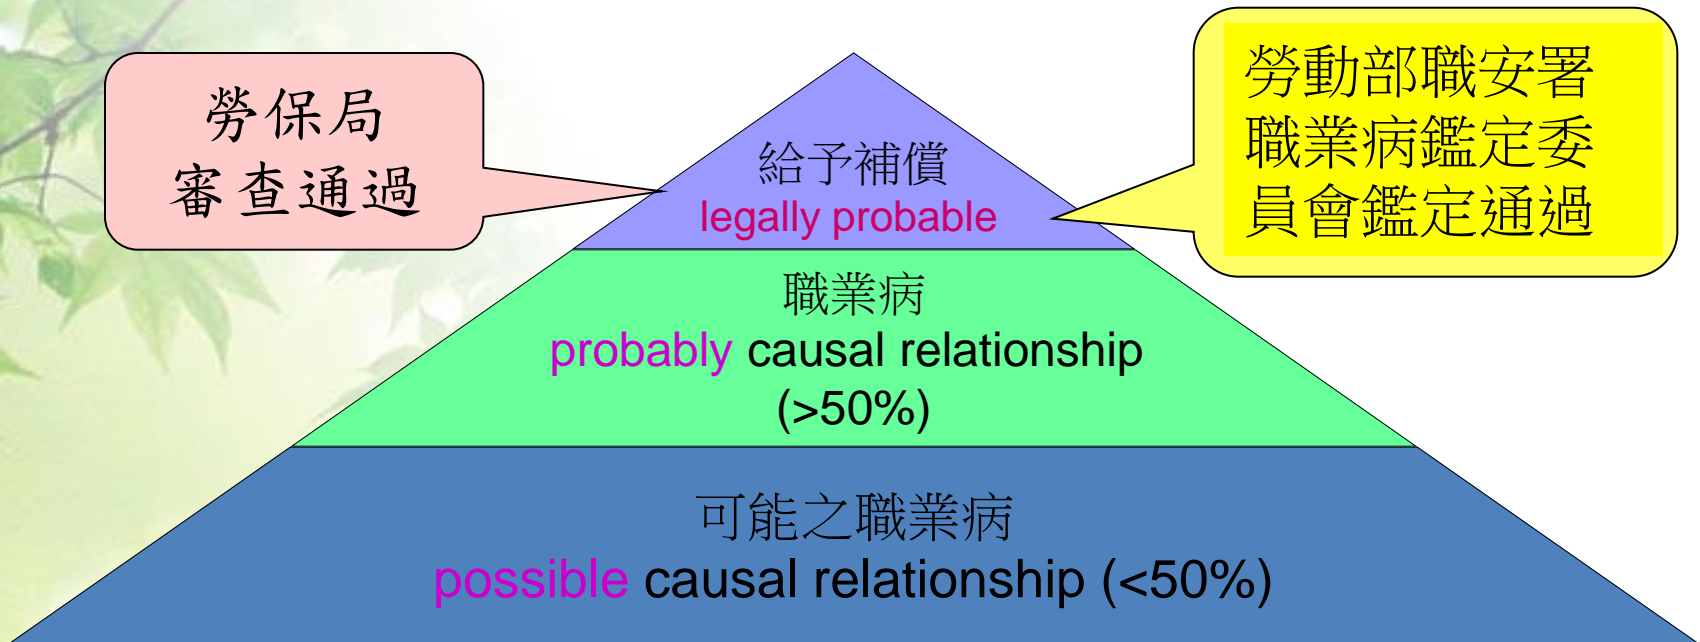 勞保局
審查通過
勞動部職安署
職業病鑑定委
員會鑑定通過
給予補償
legally probable
職業病
probably causal relationship
(>50%)
可能之職業病
possible causal relationship (<50%)